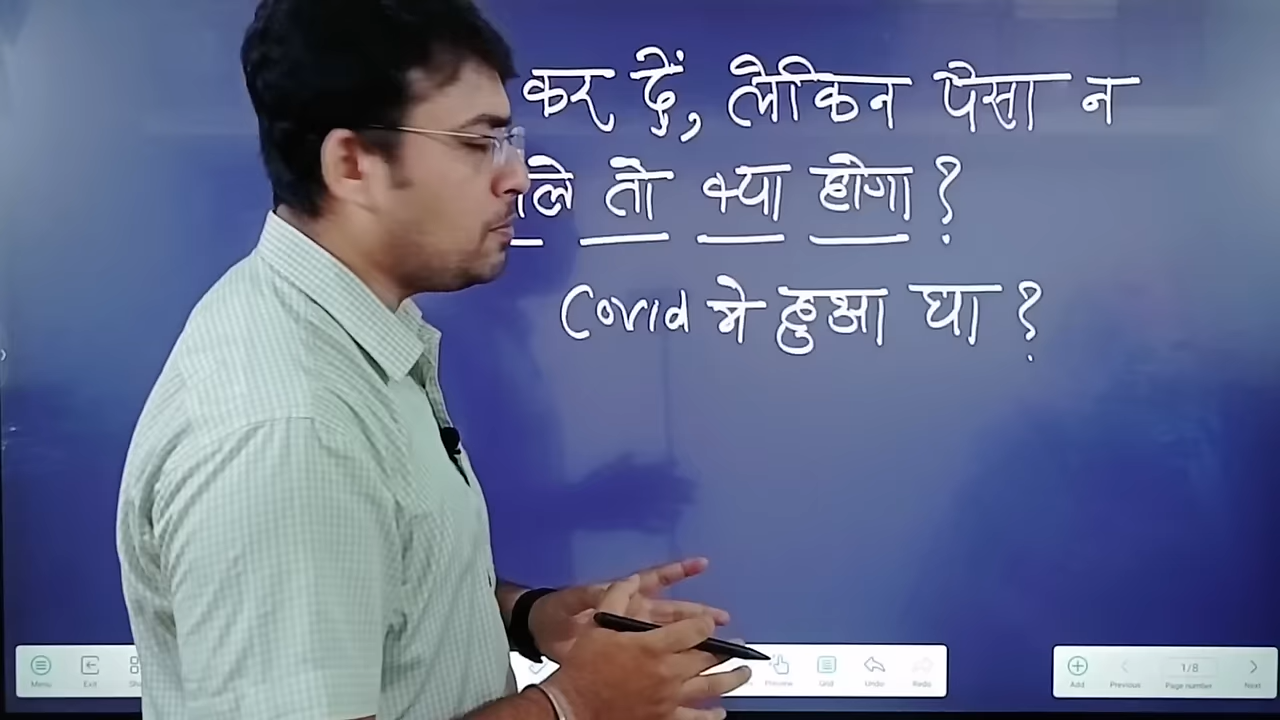 कर दें, लेकिन पैसा न
तो क्या होगा?
Covid मे हुआ था?
Menu Exit Preview Grid Undo Redo Add Previous 1/8 Page number Next